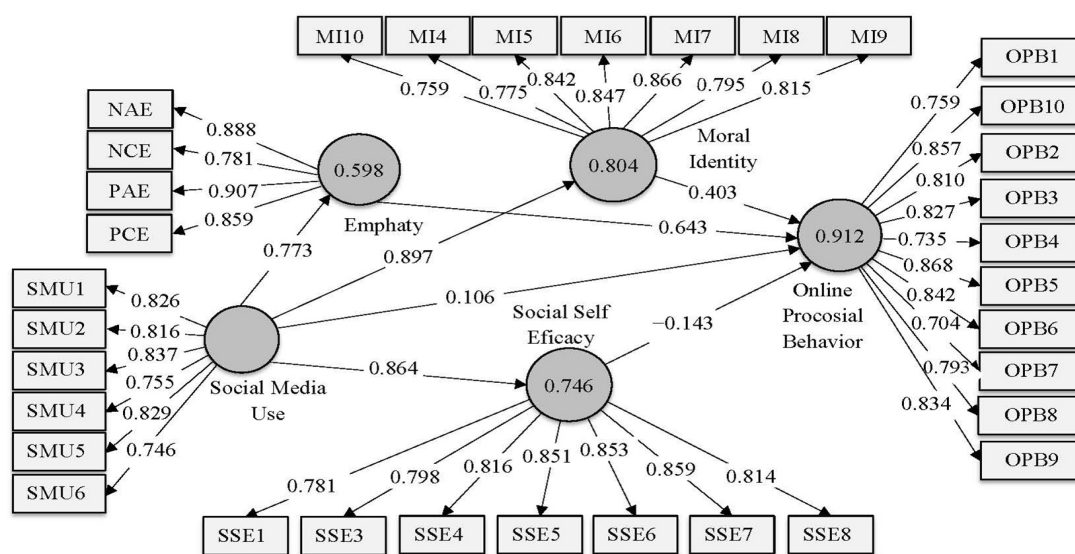 MI10 MI4 MI5 MI6 MI7 MI8 MI9
0.759 0.775 0.842 0.847 0.866 0.795 0.815
NAE
NCE
PAE
PCE
0.888
0.781
0.907
0.859
0.598
Emphaty
0.804
Moral
Identity
0.403
0.643
0.773
0.897
0.106
0.864
−0.143
SMU1
SMU2
SMU3
SMU4
SMU5
SMU6
0.826
0.816
0.837
0.755
0.829
0.746
Social Media
Use
Social Self
Eficacy
0.746
0.781 0.798 0.816 0.851 0.853 0.859 0.814
SSE1 SSE3 SSE4 SSE5 SSE6 SSE7 SSE8
0.912
Online
Procosial
Behavior
0.759
0.857
0.810
0.827
0.735
0.868
0.842
0.704
0.793
0.834
OPB1
OPB10
OPB2
OPB3
OPB4
OPB5
OPB6
OPB7
OPB8
OPB9